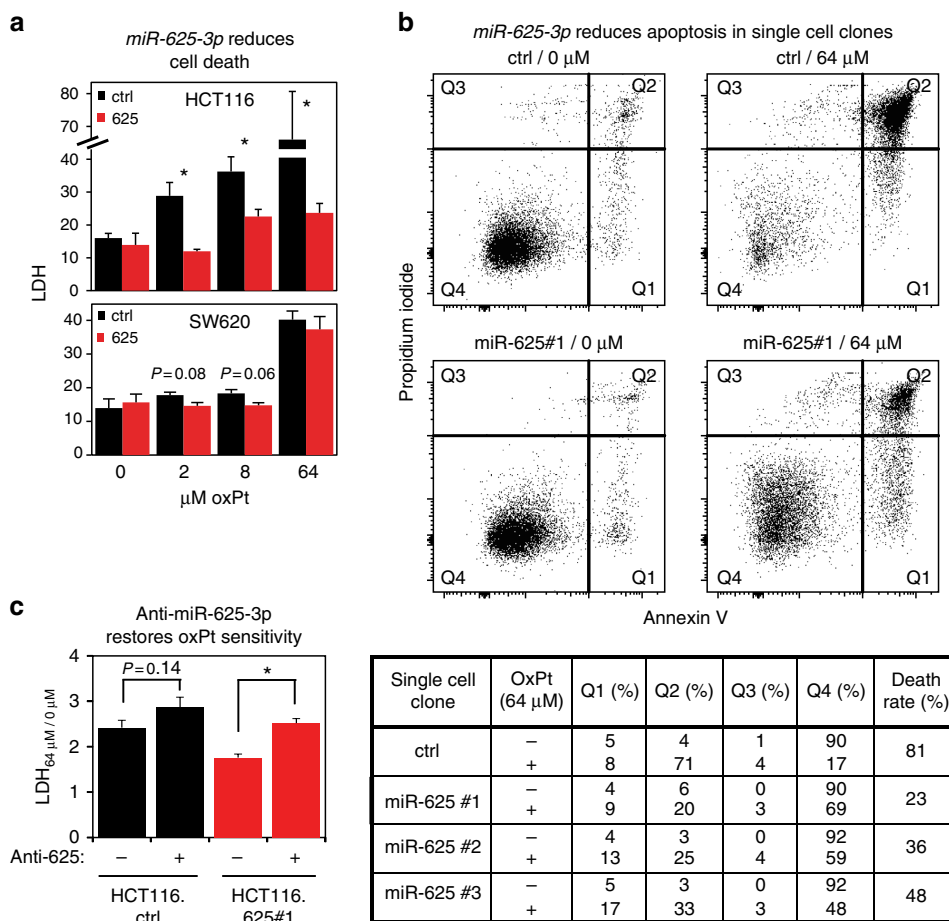 a
miR-625-3p reduces
cell death
ctrl
625
HCT116
*
*
*
80
70
40
30
20
10
0
LDH
ctrl
625
SW620
P=0.08
P=0.06
40
20
10
0
0 2 8 64
μM oxPt
b
miR-625-3p reduces apoptosis in single cell clones
ctrl / 0 μM
ctrl / 64 μM
Q3 Q2
Q4 Q1
Q3 Q2
Q4 Q1
miR-625#1 / 0 μM
miR-625#1 / 64 μM
Q3 Q2
Q4 Q1
Q3 Q2
Q4 Q1
Propidium iodide
Annexin V
c
Anti-miR-625-3p
restores oxPt sensitivity
P=0.14
*
4
3
2
1
0
LDH64 μM / 0 μM
Anti-625: – + – +
HCT116.
ctrl
HCT116.
625#1
Single cell
clone
OxPt
(64 μM)
Q1 (%) Q2 (%) Q3 (%) Q4 (%)
Death
rate (%)
ctrl
– 5 4 1 90
+ 8 71 4 17
81
miR-625 #1
– 4 6 0 90
+ 9 20 3 69
23
miR-625 #2
– 4 3 0 92
+ 13 25 4 59
36
miR-625 #3
– 5 3 0 92
+ 17 33 3 48
48